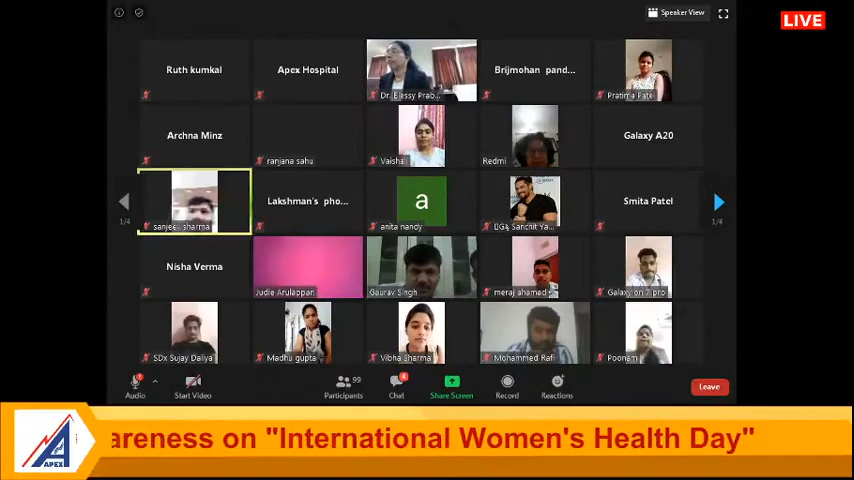 Speaker View
LIVE
Ruth kumkal
Apex Hospital
Dr. Elessy Prab...
Brijmohan pand...
Pratima Patel
Archna Minz
ranjana sahu
Vaishali
Redmi
Galaxy A20
sanjeev sharma
Lakshman's pho...
a
anita nandy
Sanchit Ya...
Smita Patel
1/4
1/4
Nisha Verma
Judie Arulappan
Gaurav Singh
meraj ahamad
Galaxy on 7 pro
SDx Sujay Daliya
Madhu gupta
Vibha Sharma
Mohammed Rafi
Poonam
99
4
Audio
Start Video
Participants
Chat
Share Screen
Record
Reactions
Leave
APEX
areness on "International Women's Health Day"